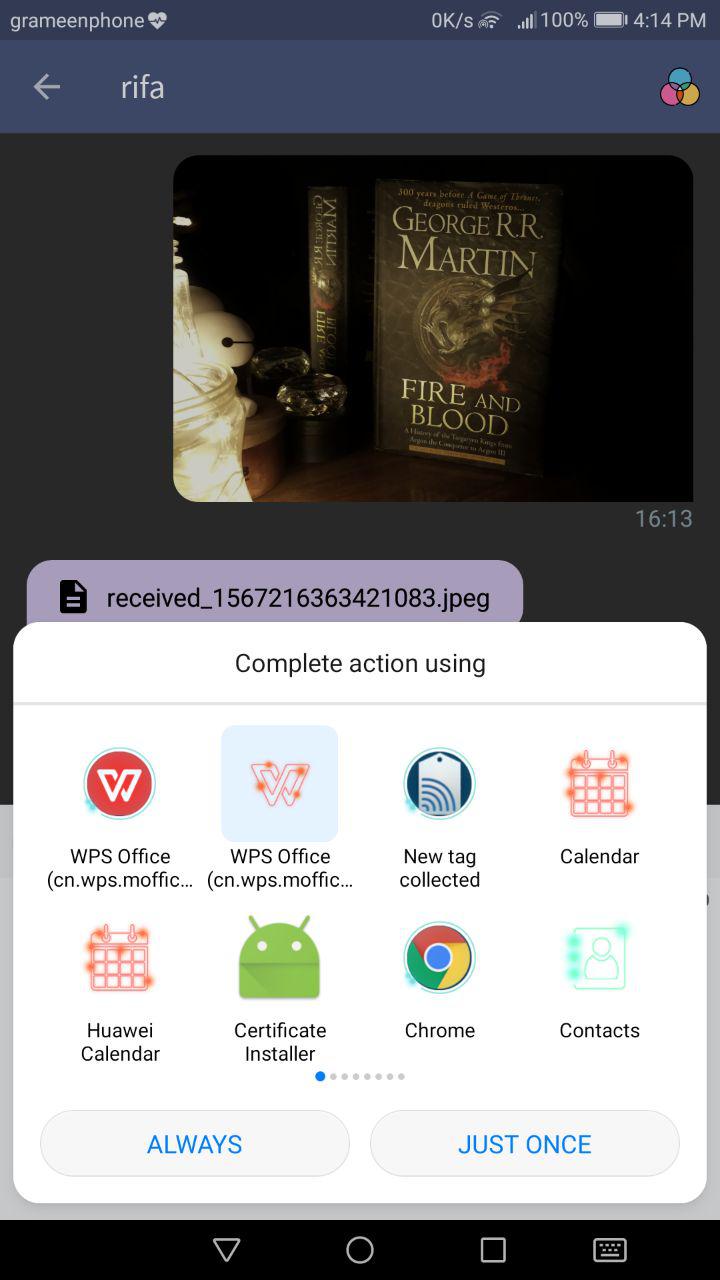 grameenphone
0K/s
100%
4:14 PM
rifa
300 years before A Game of Thrones,
dragons ruled Westeros...
GEORGE R.R.
MARTIN
FIRE AND
BLOOD
A History of the Targaryen Kings from
Aegon the Conqueror to Aegon III
16:13
received_1567216363421083.jpeg
Complete action using
WPS Office
(cn.wps.moffic...
WPS Office
(cn.wps.moffic...
New tag
collected
Calendar
Huawei
Calendar
Certificate
Installer
Chrome
Contacts
ALWAYS
JUST ONCE